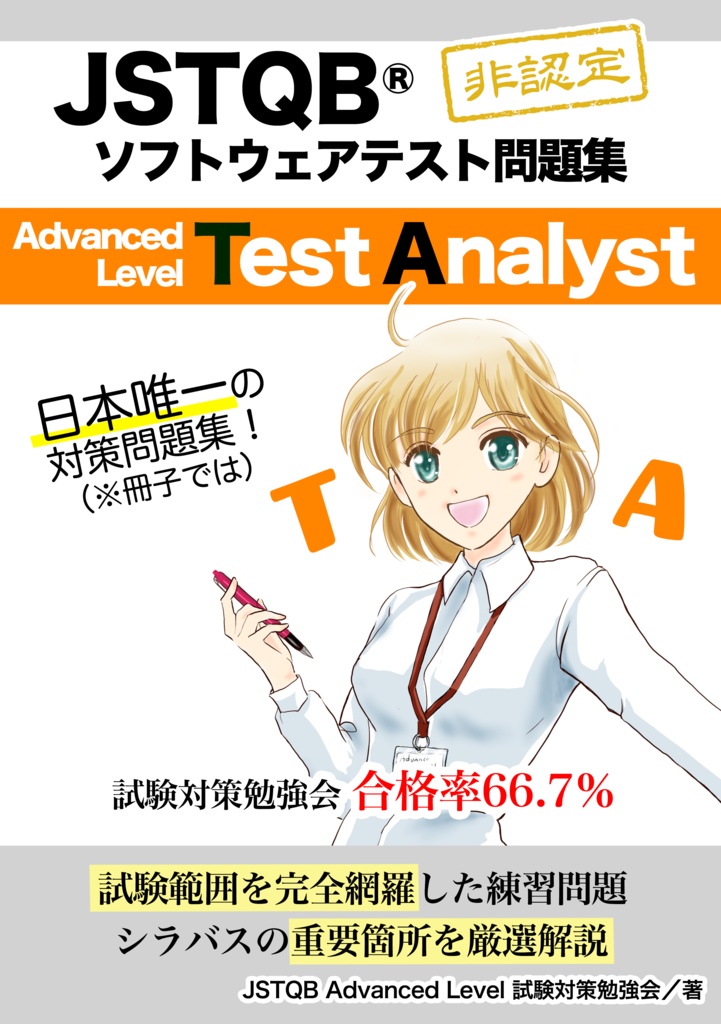 JSTQB®
非認定
ソフトウェアテスト問題集
Advanced
Level
Test Analyst
日本唯一の
対策問題集！
（※冊子では）
T A
Advanced
試験対策勉強会 合格率66.7%
試験範囲を完全網羅した練習問題
シラバスの重要箇所を厳選解説
JSTQB Advanced Level 試験対策勉強会／著